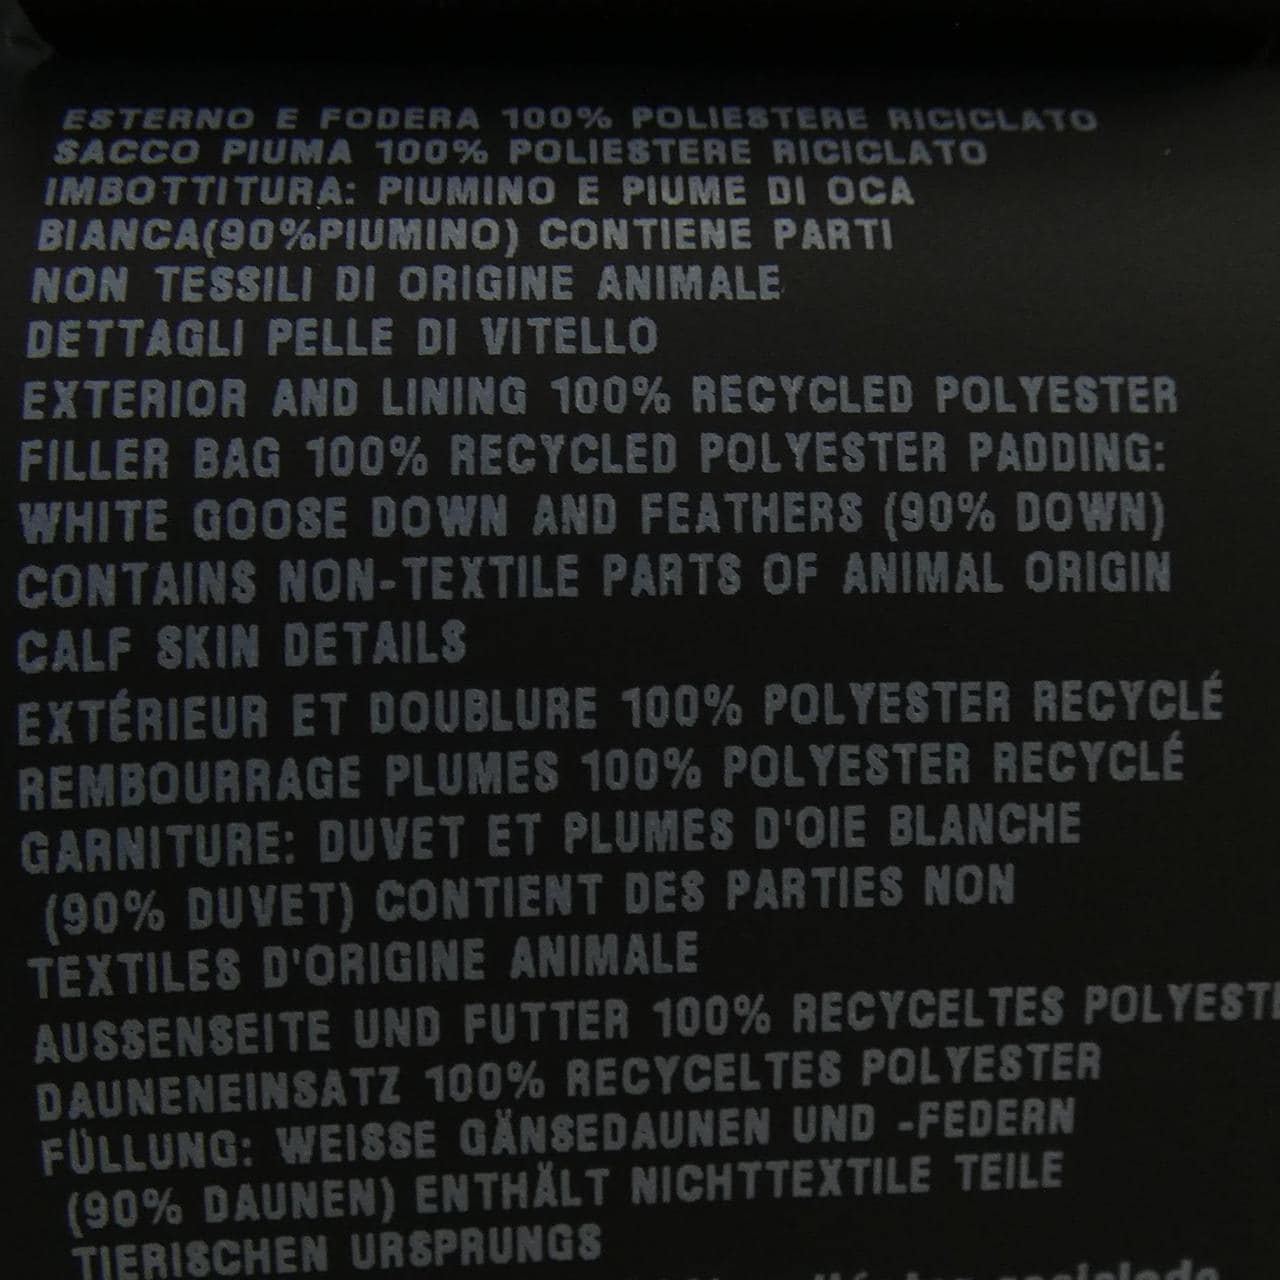 ESTERNO E FODERA 100% POLIESTERE RICICLATO
SACCO PIUMA 100% POLIESTERE RICICLATO
IMBOTTITURA: PIUMINO E PIUME DI OCA
BIANCA(90%PIUMINO) CONTIENE PARTI
NON TESSILI DI ORIGINE ANIMALE
DETTAGLI PELLE DI VITELLO
EXTERIOR AND LINING 100% RECYCLED POLYESTER
FILLER BAG 100% RECYCLED POLYESTER PADDING:
WHITE GOOSE DOWN AND FEATHERS (90% DOWN)
CONTAINS NON-TEXTILE PARTS OF ANIMAL ORIGIN
CALF SKIN DETAILS
EXTÉRIEUR ET DOUBLURE 100% POLYESTER RECYCLÉ
REMBOURRAGE PLUMES 100% POLYESTER RECYCLÉ
GARNITURE: DUVET ET PLUMES D'OIE BLANCHE
(90% DUVET) CONTIENT DES PARTIES NON
TEXTILES D'ORIGINE ANIMALE
AUSSENSEITE UND FUTTER 100% RECYCELTES POLYESTE
DAUNENEINSATZ 100% RECYCELTES POLYESTER
FÜLLUNG: WEISSE GÄNSEDAUNEN UND -FEDERN
(90% DAUNEN) ENTHÄLT NICHTTEXTILE TEILE
TIERISCHEN URSPRUNGS